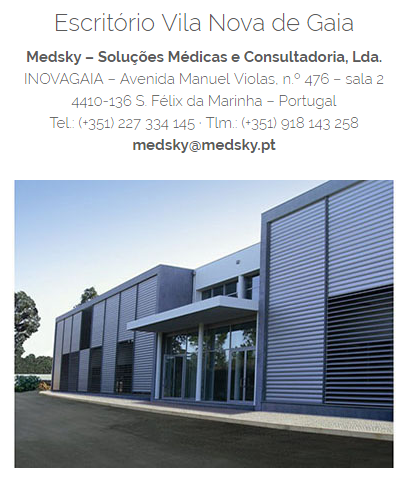 Escritório Vila Nova de Gaia
Medsky – Soluções Médicas e Consultadoria, Lda.
INOVAGAIA – Avenida Manuel Violas, n.º 476 – sala 2
4410-136 S. Félix da Marinha – Portugal
Tel.: (+351) 227 334 145 · Tlm.: (+351) 918 143 258
medsky@medsky.pt